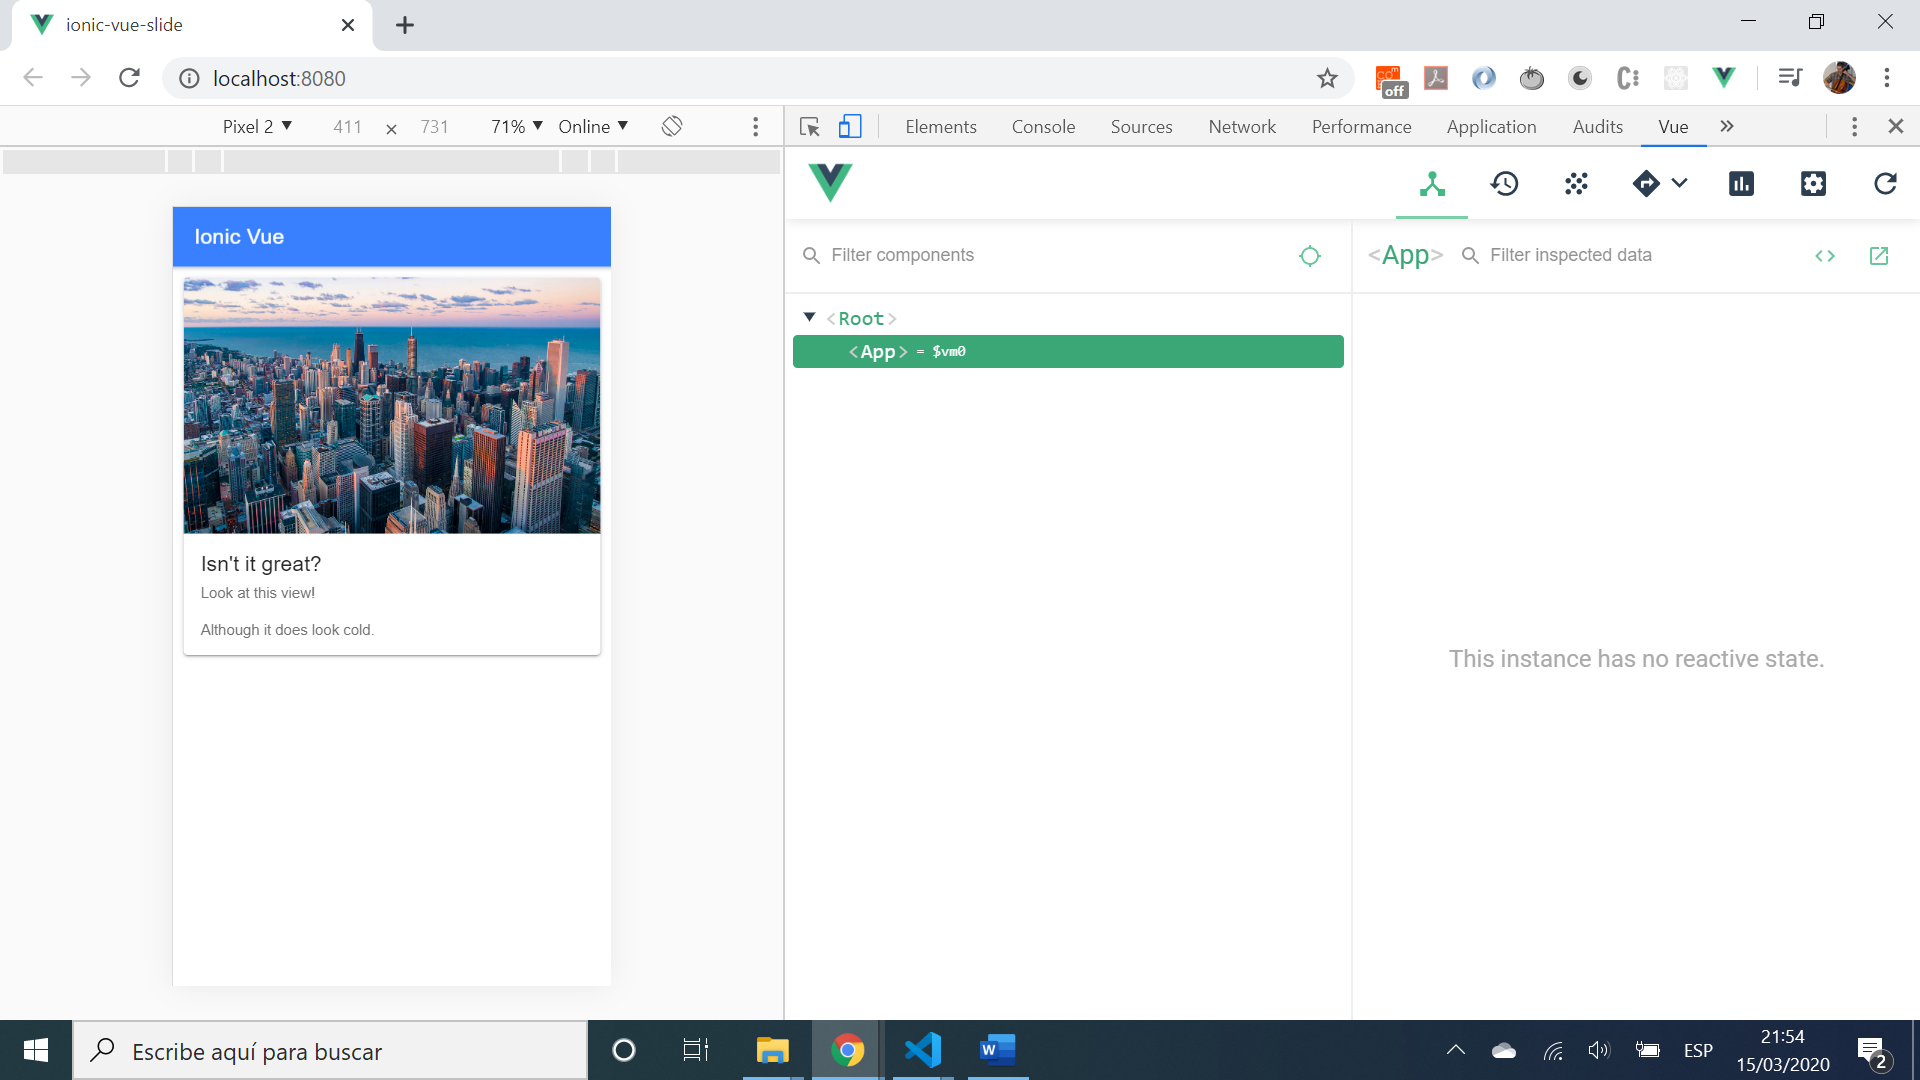 ionic-vue-slide
localhost:8080
off
Pixel 2 411 × 731 71% Online
Elements Console Sources Network Performance Application Audits Vue
Ionic Vue
Isn't it great?
Look at this view!
Although it does look cold.
Filter components
<Root>
<App> = $vm0
<App> Filter inspected data
This instance has no reactive state.
Escribe aquí para buscar
W
ESP
21:54
15/03/2020
2